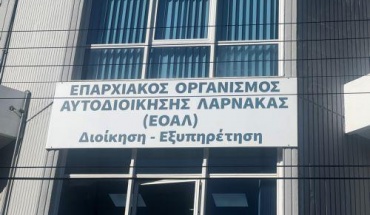 ΕΠΑΡΧΙΑΚΟΣ ΟΡΓΑΝΙΣΜΟΣ
ΑΥΤΟΔΙΟΙΚΗΣΗΣ ΛΑΡΝΑΚΑΣ
(ΕΟΑΛ)
Διοίκηση - Εξυπηρέτηση